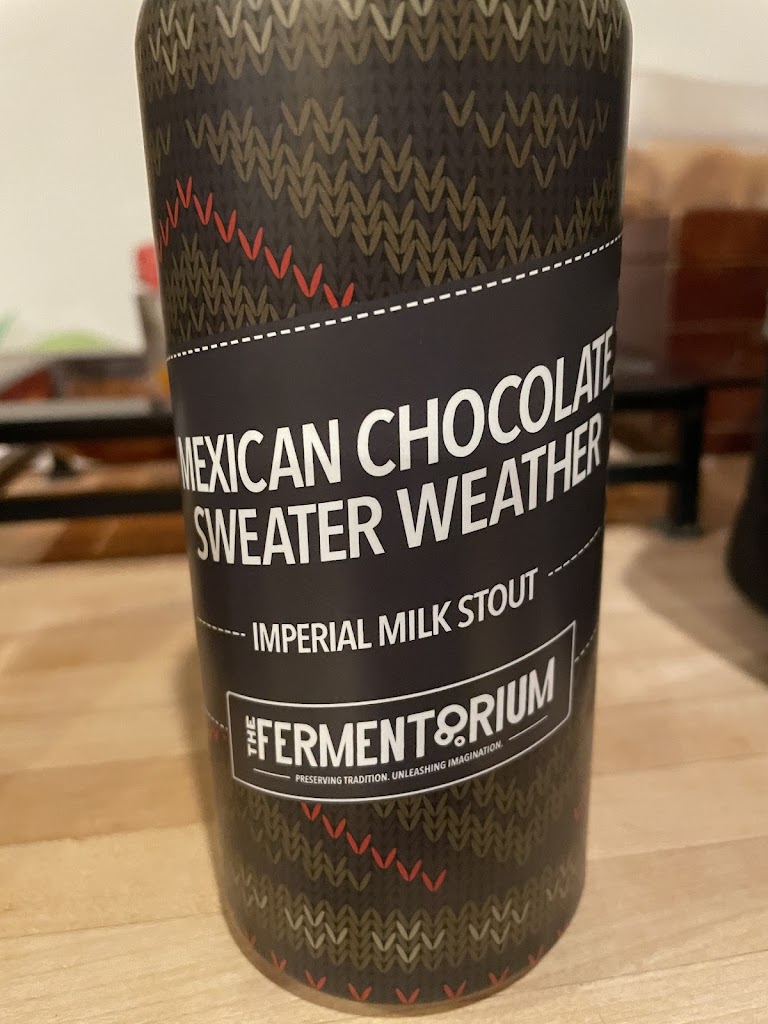 MEXICAN CHOCOLATE
SWEATER WEATHER
IMPERIAL MILK STOUT
THE FERMENTORIUM
PRESERVING TRADITION. UNLEASHING IMAGINATION.